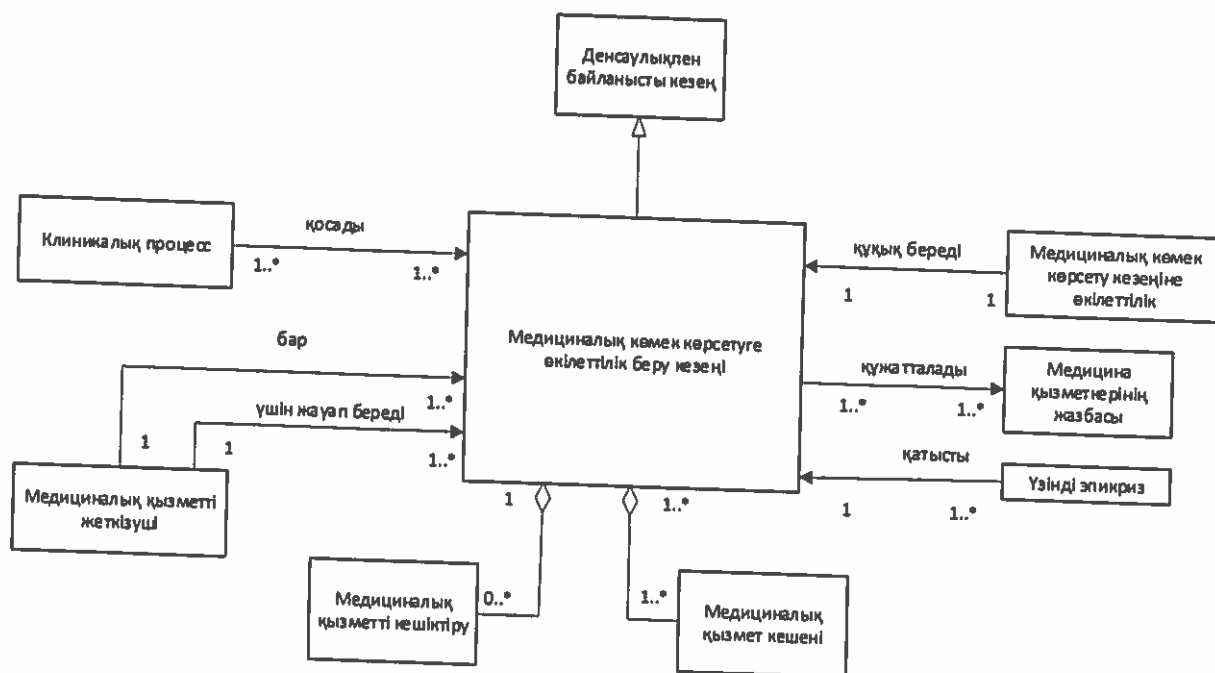 Денсаулықпен
байланысты кезең
Клиникалық процесс
қосады
1..*
1..*
құқық береді
1
1
Медициналық көмек
көрсету кезеңіне
өкілеттілік
Медициналық көмек көрсетуге
өкілеттілік беру кезеңі
бар
1
1..*
үшін жауап береді
1
1..*
Медициналық қызметті
жеткізуші
құжатталады
1..*
1..*
Медицина
қызметкерінің
жазбасы
қатысты
1
1..*
Үзінді эпикриз
1
0..*
Медициналық
қызметті кешіктіру
1..*
1..*
Медициналық
қызмет кешені